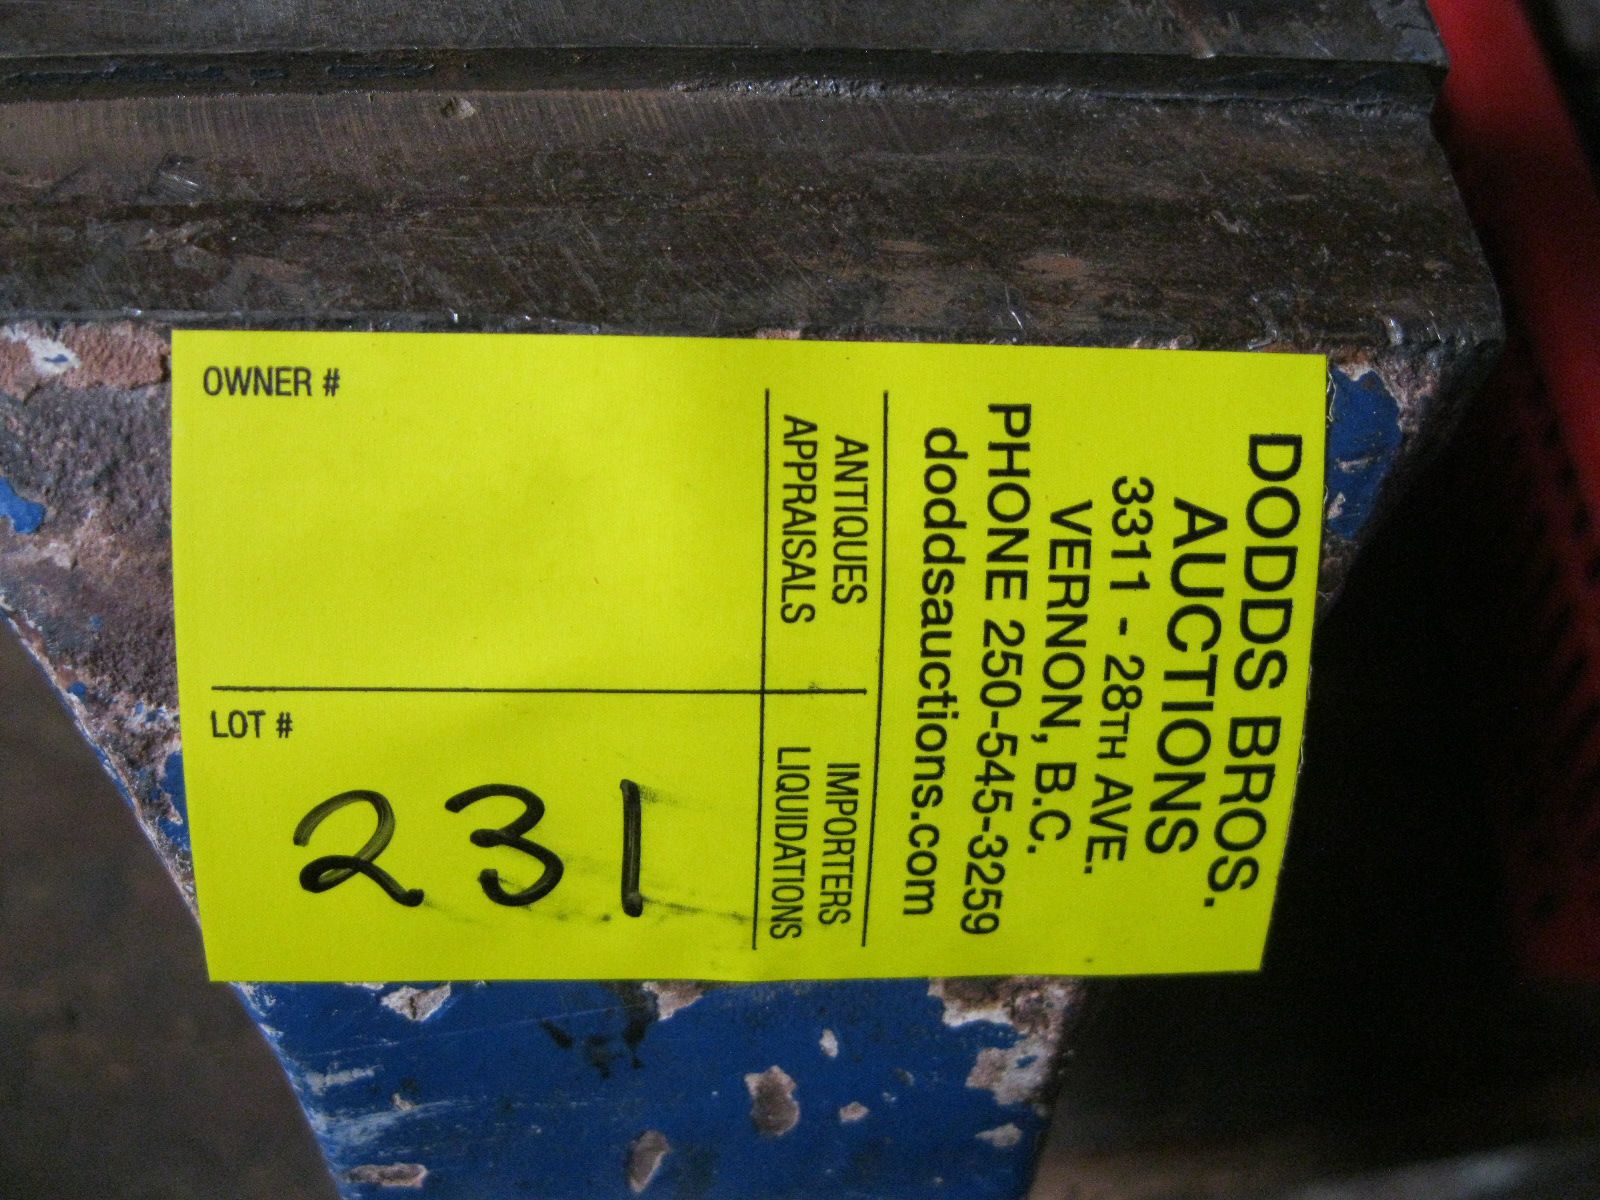 DODDS BROS.
AUCTIONS
3311 - 28TH AVE.
VERNON, B.C.
PHONE 250-545-3259
doddsauctions.com
ANTIQUES
APPRAISALS
IMPORTERS
LIQUIDATIONS
OWNER #
LOT #
231